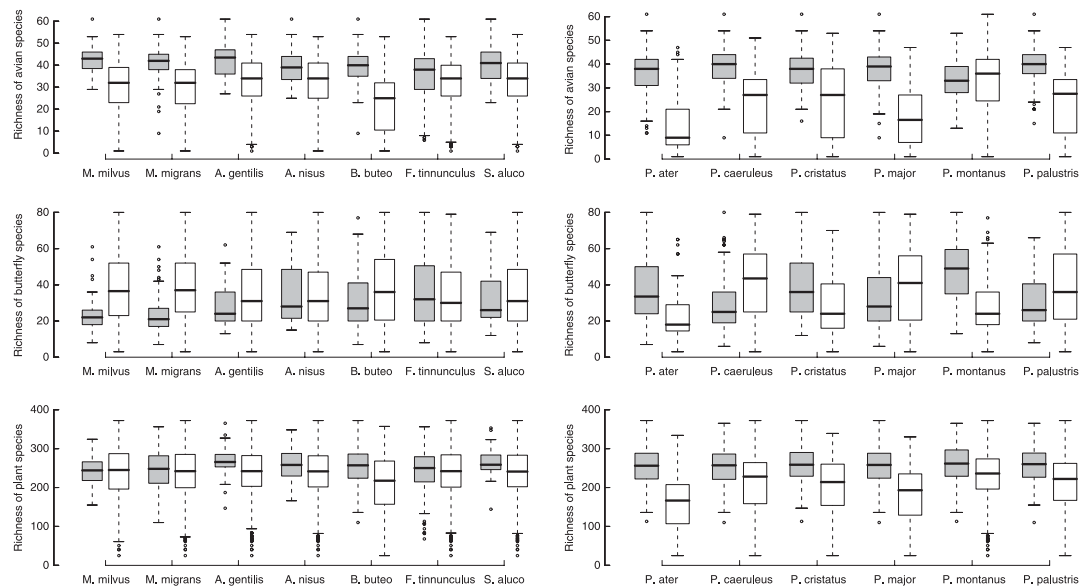 Richness of avian species
60
50
40
30
20
10
0
M. milvus M. migrans A. gentilis A. nisus B. buteo F. tinnunculus S. aluco
Richness of avian species
60
50
40
30
20
10
0
P. ater P. caeruleus P. cristatus P. major P. montanus P. palustris
Richness of butterfly species
80
60
40
20
0
M. milvus M. migrans A. gentilis A. nisus B. buteo F. tinnunculus S. aluco
Richness of butterfly species
80
60
40
20
0
P. ater P. caeruleus P. cristatus P. major P. montanus P. palustris
Richness of plant species
400
300
200
100
0
M. milvus M. migrans A. gentilis A. nisus B. buteo F. tinnunculus S. aluco
Richness of plant species
400
300
200
100
0
P. ater P. caeruleus P. cristatus P. major P. montanus P. palustris